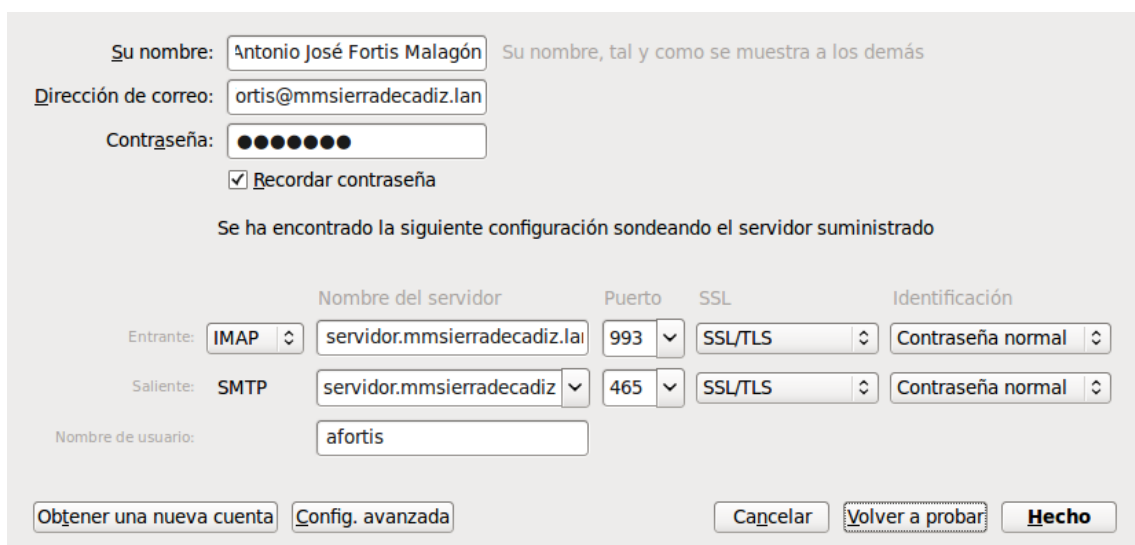 Su nombre: Antonio José Fortis Malagón Su nombre, tal y como se muestra a los demás
Dirección de correo: ortis@mmsierradecadiz.lan
Contraseña: ●●●●●●●
Recordar contraseña
Se ha encontrado la siguiente configuración sondeando el servidor suministrado
Nombre del servidor Puerto SSL Identificación
Entrante: IMAP servidor.mmsierradecadiz.lan 993 SSL/TLS Contraseña normal
Saliente: SMTP servidor.mmsierradecadiz 465 SSL/TLS Contraseña normal
Nombre de usuario: afortis
Obtener una nueva cuenta Config. avanzada Cancelar Volver a probar Hecho